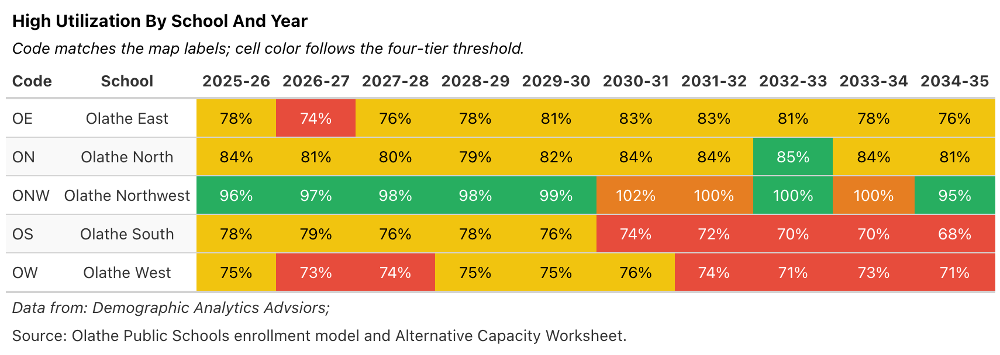 High Utilization By School And Year
Code matches the map labels; cell color follows the four-tier threshold.
Code School 2025-26 2026-27 2027-28 2028-29 2029-30 2030-31 2031-32 2032-33 2033-34 2034-35
OE Olathe East 78% 74% 76% 78% 81% 83% 83% 81% 78% 76%
ON Olathe North 84% 81% 80% 79% 82% 84% 84% 85% 84% 81%
ONW Olathe Northwest 96% 97% 98% 98% 99% 102% 100% 100% 100% 95%
OS Olathe South 78% 79% 76% 78% 76% 74% 72% 70% 70% 68%
OW Olathe West 75% 73% 74% 75% 75% 76% 74% 71% 73% 71%
Data from: Demographic Analytics Advsiors;
Source: Olathe Public Schools enrollment model and Alternative Capacity Worksheet.